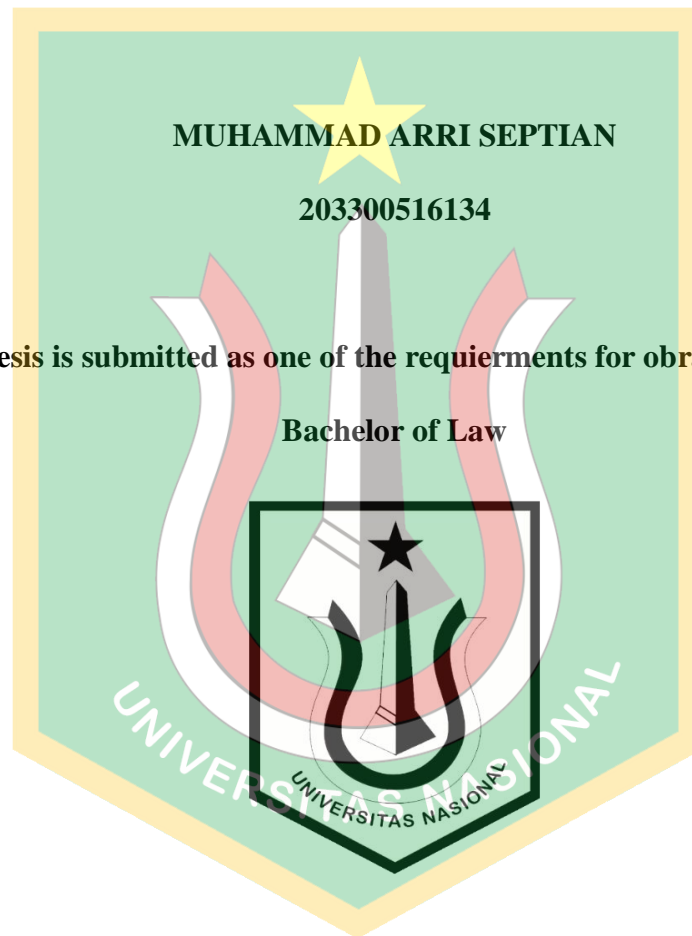 MUHAMMAD ARRI SEPTIAN
203300516134
esis is submitted as one of the requierments for obr
Bachelor of Law
UNIVERSITAS NASIONAL
UNIVERSITAS NASIONAL